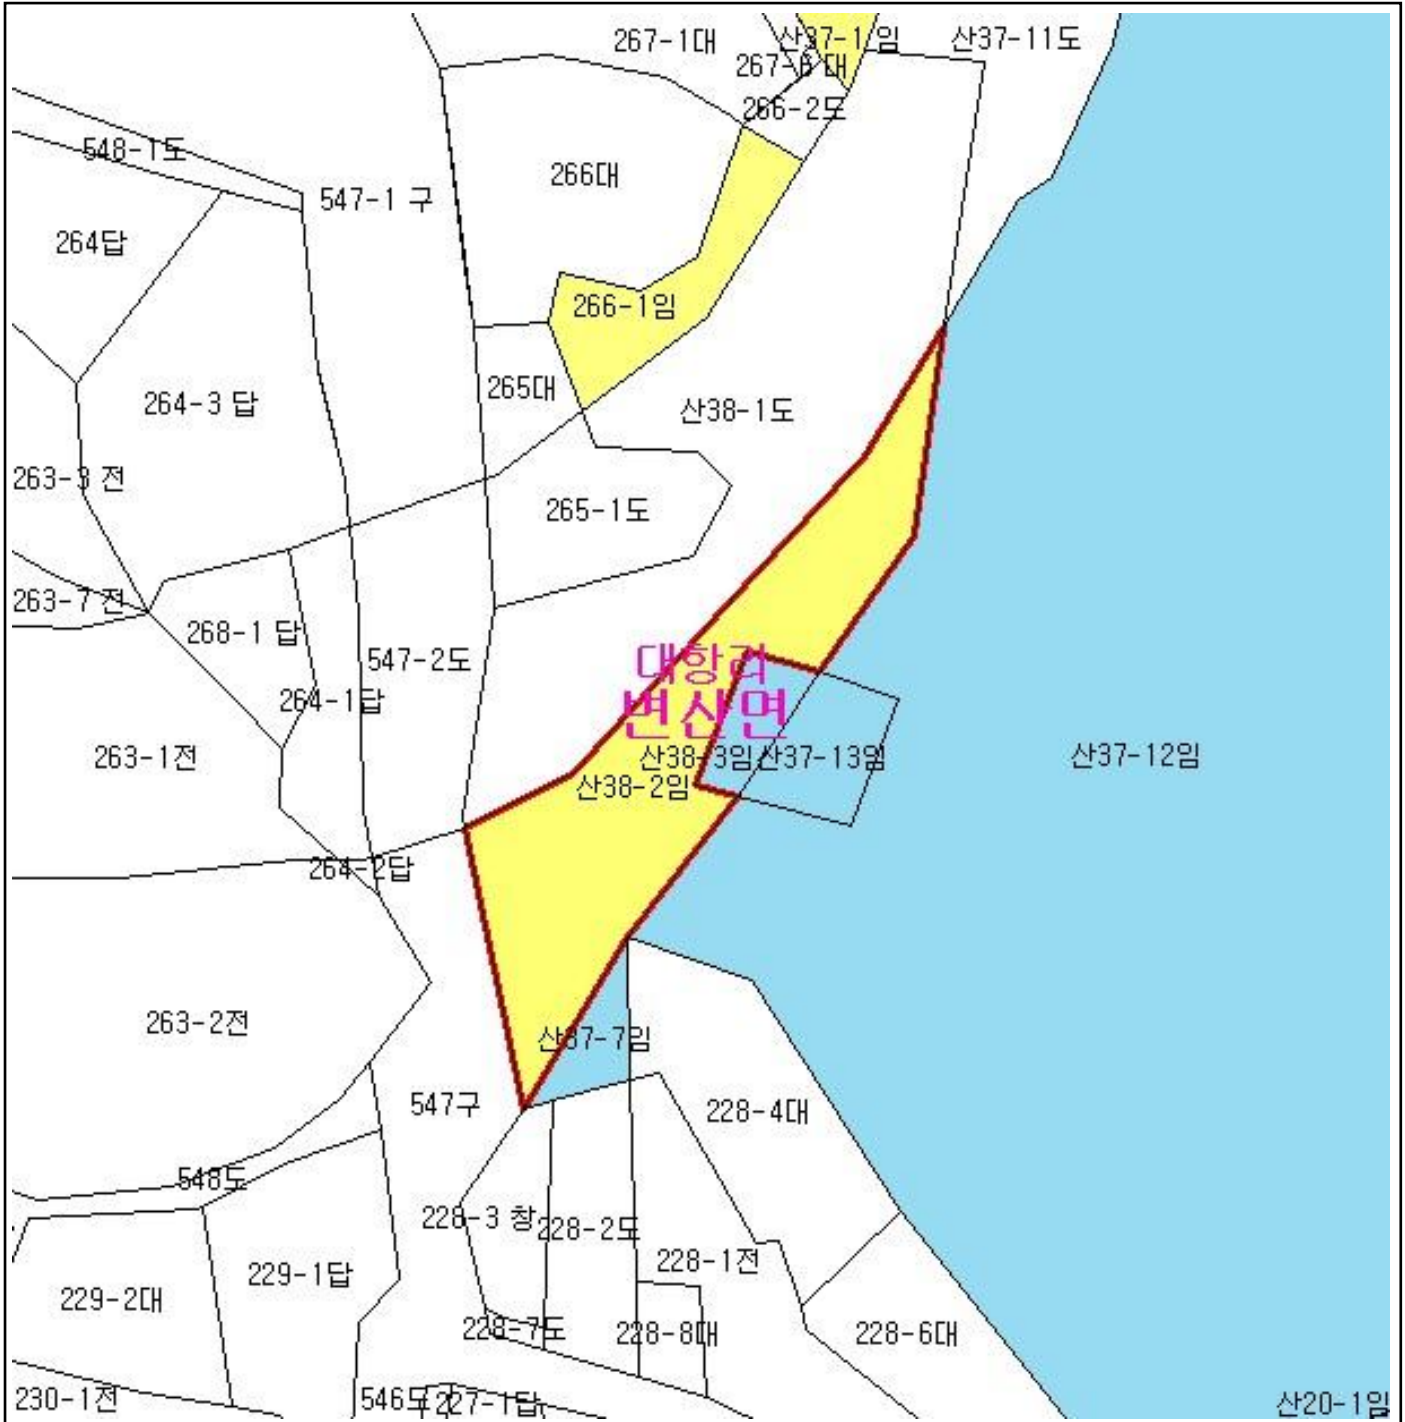 267-1대
산37-1임
산37-11도
267-6대
266-2도
548-1도
266대
547-1 구
264답
266-1임
265대
264-3 답
산38-1도
263-3 전
265-1도
263-7 전
268-1 답
547-2도
대항리
264-1답
변산면
263-1전
산38-3임
산37-13임
산37-12임
산38-2임
264-2답
263-2전
산37-7임
547구
228-4대
548도
228-3 창
228-2도
228-1전
229-1답
229-2대
228-7도
228-8대
228-6대
230-1전
546도
227-1답
산20-1임